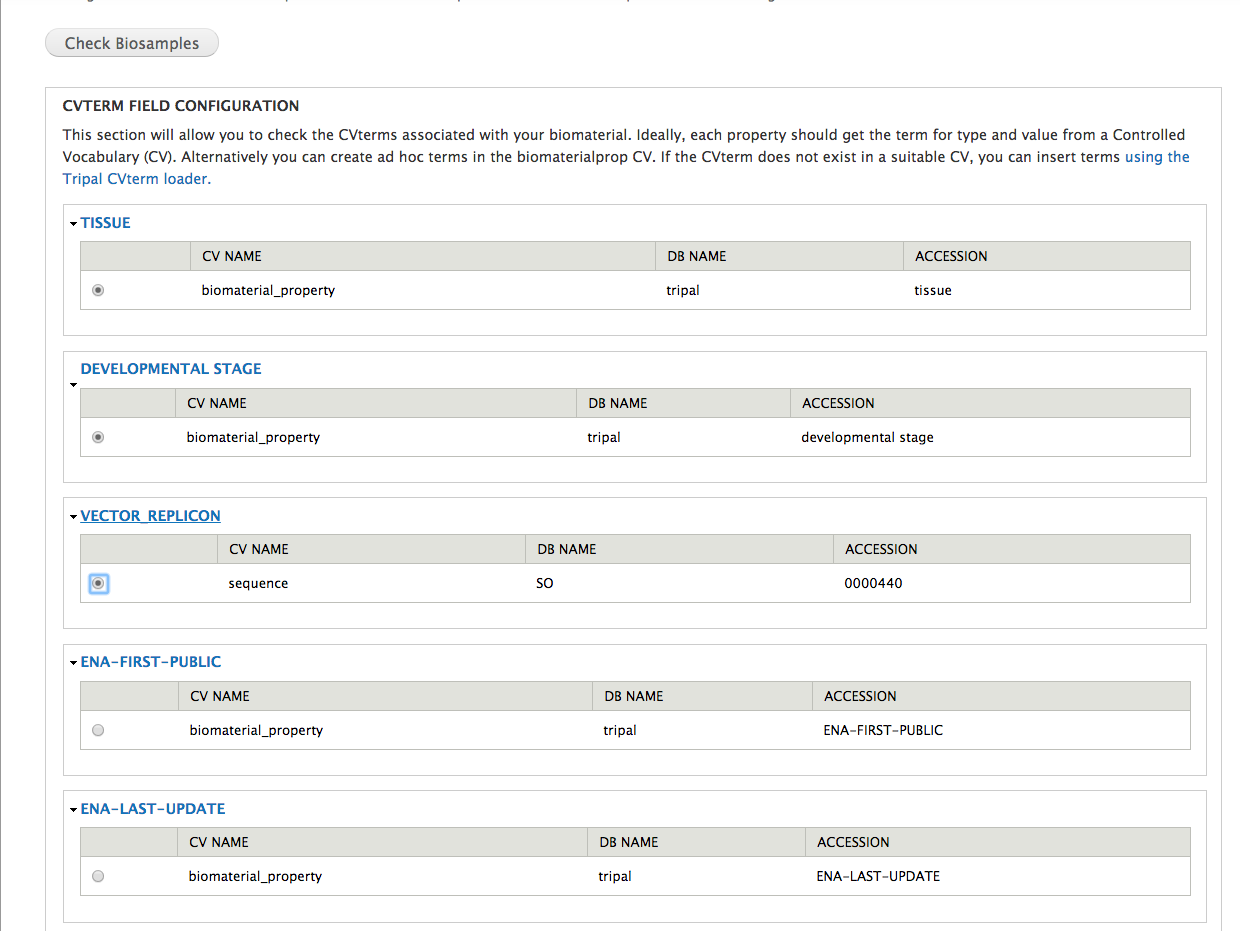 Check Biosamples
CVTERM FIELD CONFIGURATION
This section will allow you to check the CVterms associated with your biomaterial. Ideally, each property should get the term for type and value from a Controlled
Vocabulary (CV). Alternatively you can create ad hoc terms in the biomaterialprop CV. If the CVterm does not exist in a suitable CV, you can insert terms using the
Tripal CVterm loader.
TISSUE
CV NAME DB NAME ACCESSION
biomaterial_property tripal tissue
DEVELOPMENTAL STAGE
CV NAME DB NAME ACCESSION
biomaterial_property tripal developmental stage
VECTOR_REPLICON
CV NAME DB NAME ACCESSION
sequence SO 0000440
ENA-FIRST-PUBLIC
CV NAME DB NAME ACCESSION
biomaterial_property tripal ENA-FIRST-PUBLIC
ENA-LAST-UPDATE
CV NAME DB NAME ACCESSION
biomaterial_property tripal ENA-LAST-UPDATE